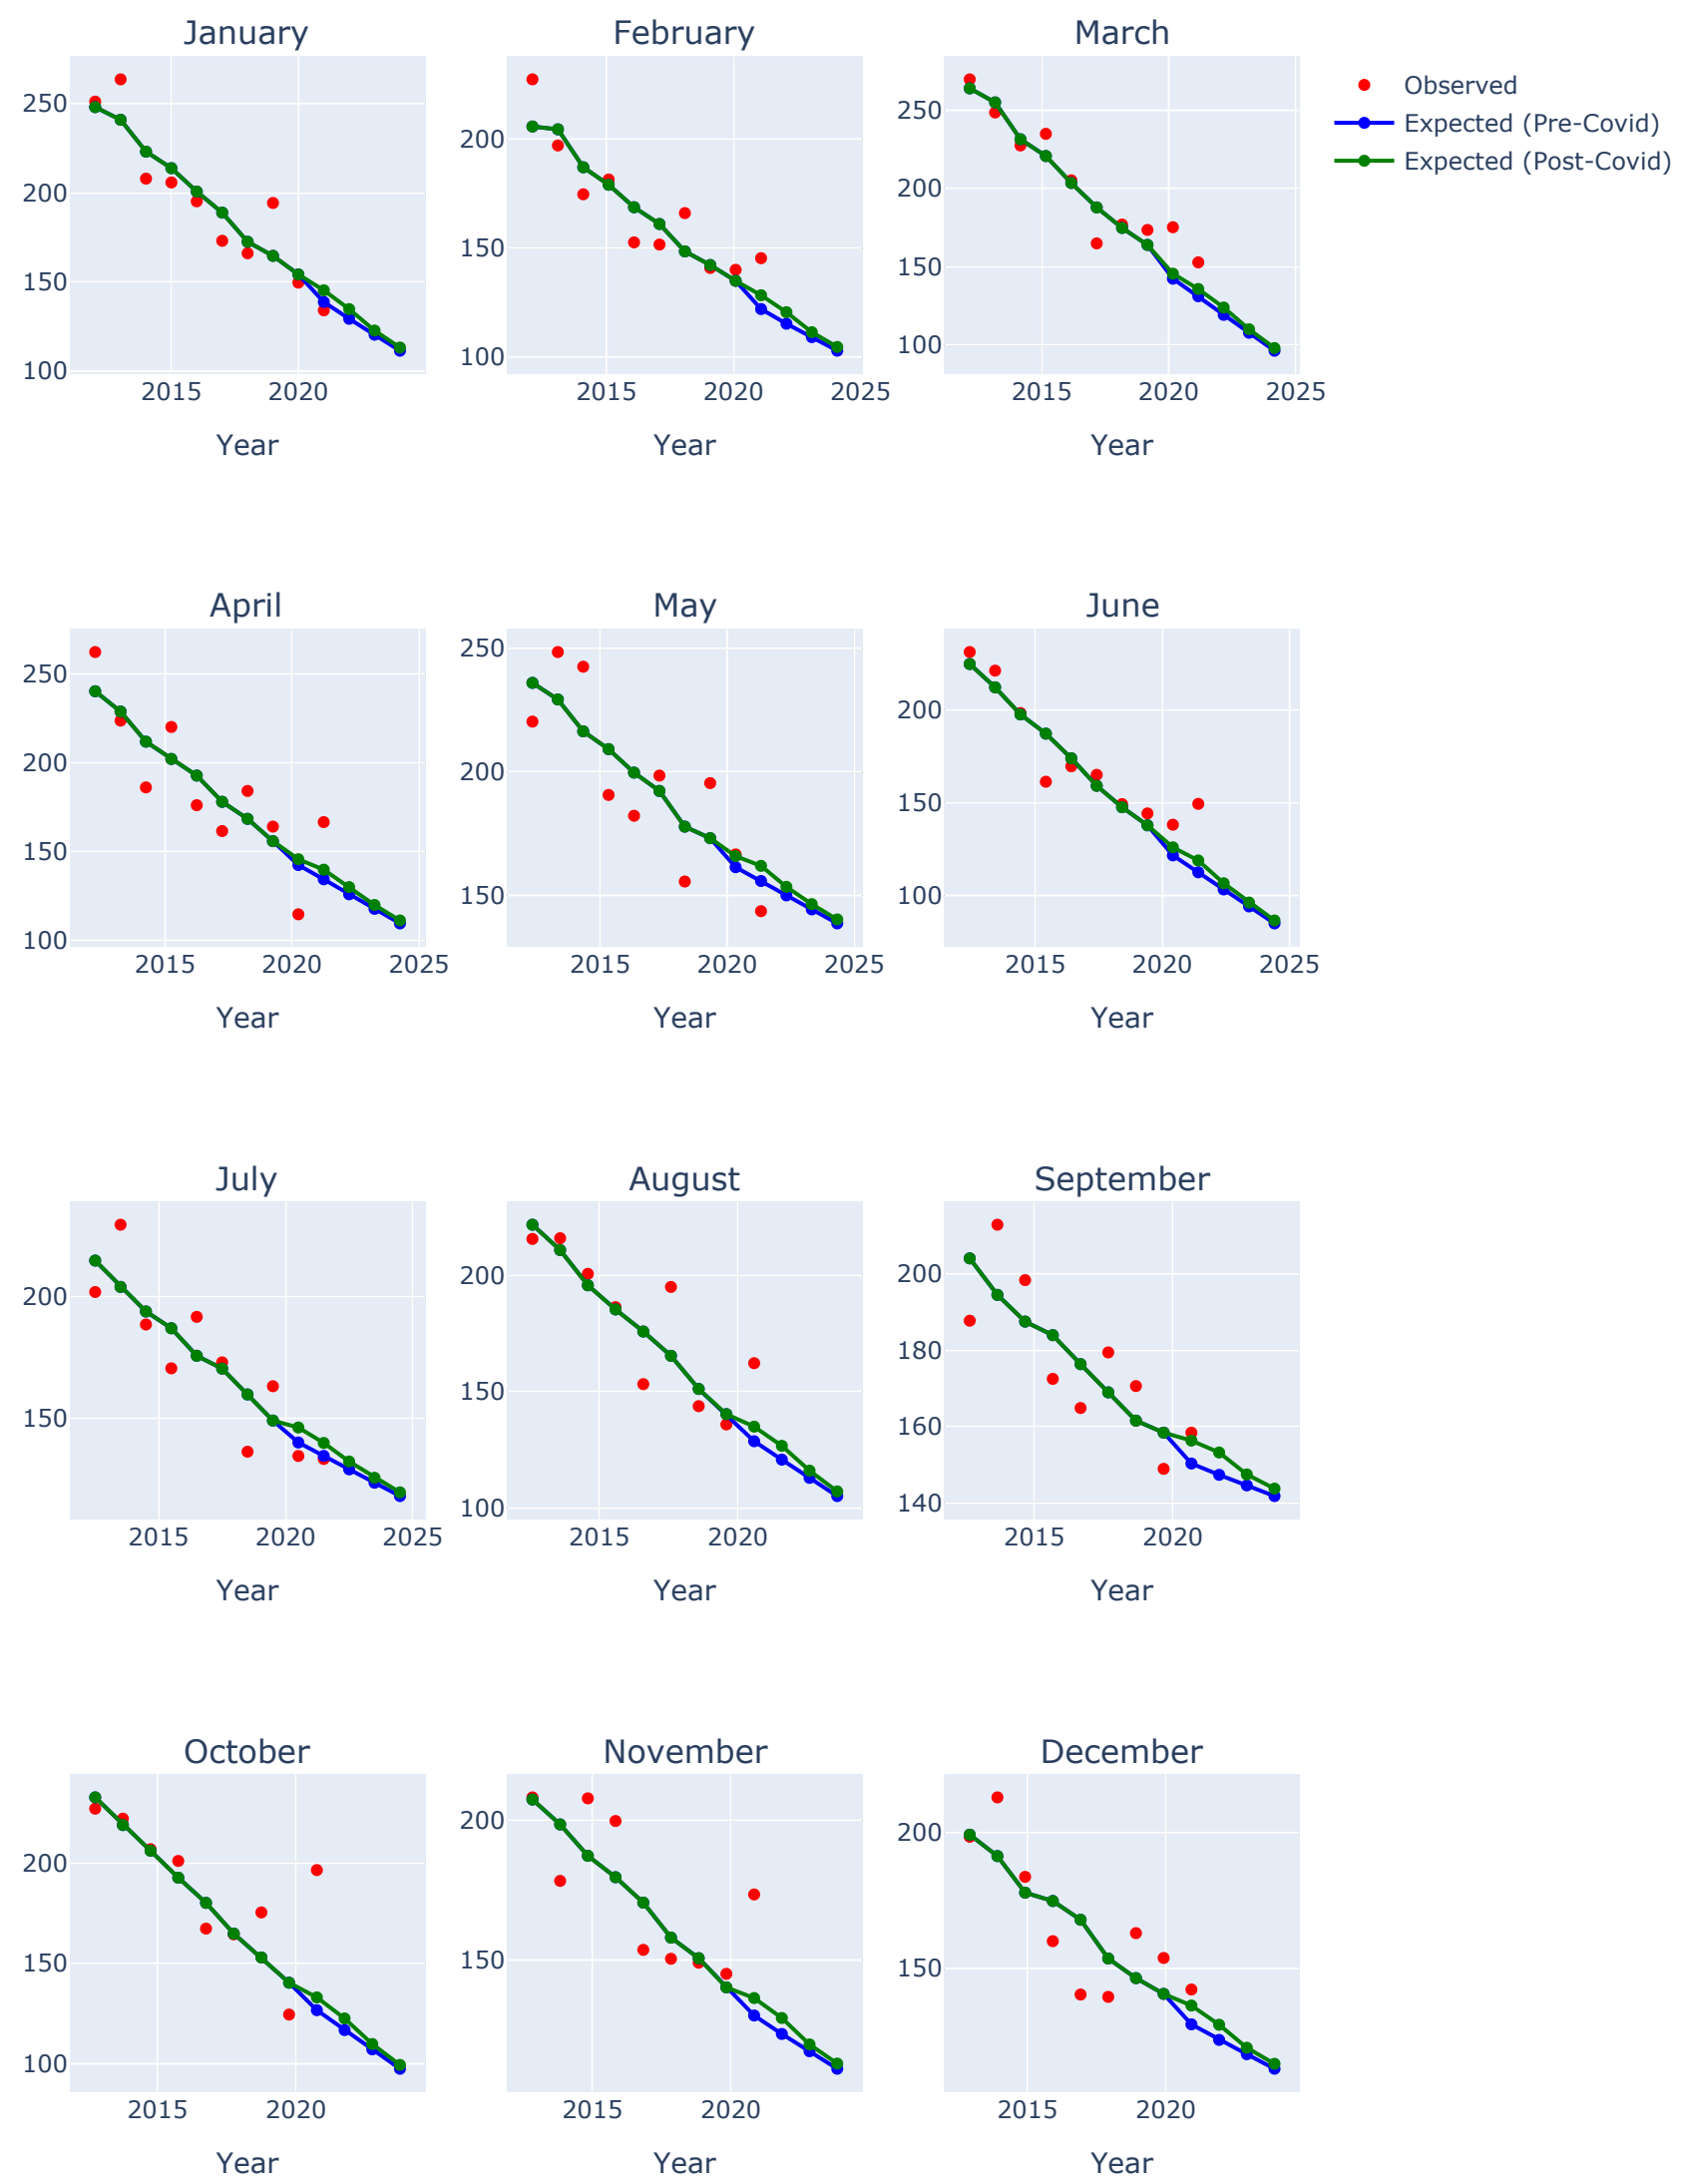 January
February
March
Observed
Expected (Pre-Covid)
Expected (Post-Covid)
250
200
150
100
2015
2020
Year
200
150
100
2015
2020
2025
Year
250
200
150
100
2015
2020
2025
Year
April
May
June
250
200
150
100
2015
2020
2025
Year
250
200
150
2015
2020
2025
Year
200
150
100
2015
2020
2025
Year
July
August
September
200
150
2015
2020
2025
Year
200
150
100
2015
2020
Year
200
180
160
140
2015
2020
Year
October
November
December
200
150
100
2015
2020
Year
200
150
2015
2020
Year
200
150
2015
2020
Year